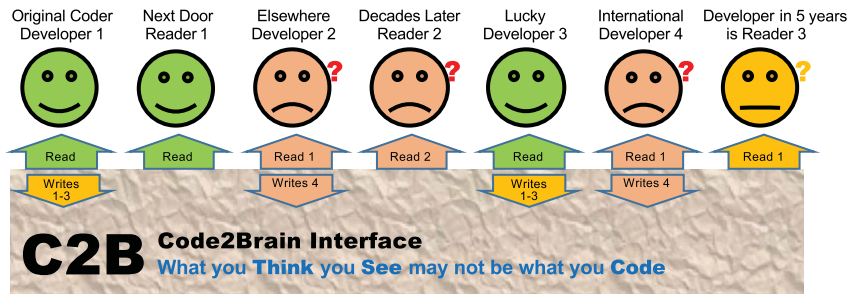 Original Coder
Developer 1
Next Door
Reader 1
Elsewhere
Developer 2
Decades Later
Reader 2
Lucky
Developer 3
International
Developer 4
Developer in 5 years
is Reader 3
?
?
?
?
Read
Read
Read 1
Read 2
Read
Read 1
Read 1
Writes
1-3
Writes 4
Writes
1-3
Writes 4
C2B
Code2Brain Interface
What you Think you See may not be what you Code